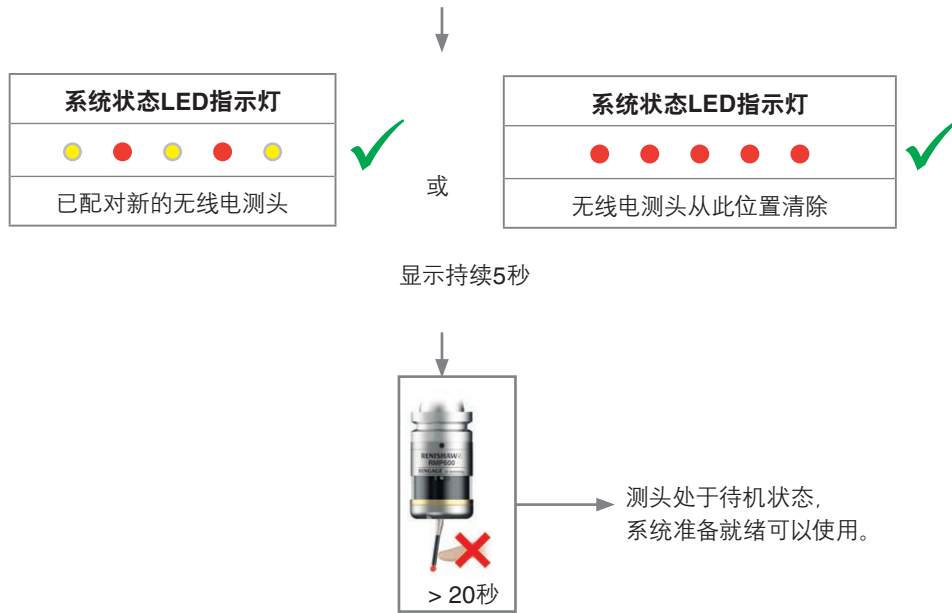 系统状态LED指示灯
已配对新的无线电测头
或
系统状态LED指示灯
无线电测头从此位置清除
显示持续5秒
RENISHAW
RMP600
> 20秒
测头处于待机状态,
系统准备就绪可以使用。